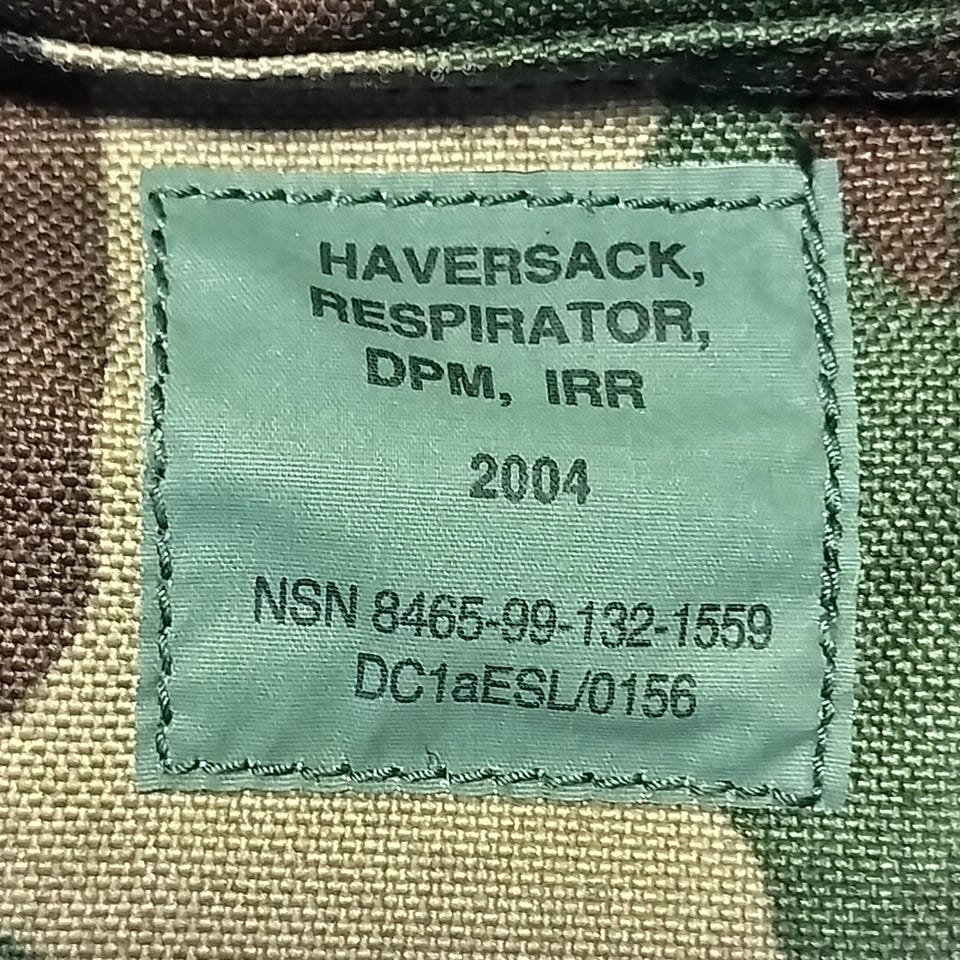 HAVERSACK,
RESPIRATOR,
DPM, IRR
2004
NSN 8465-99-132-1559
DC1aESL/0156